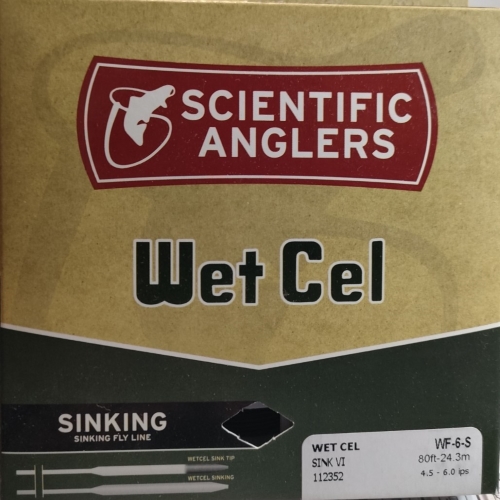 SCIENTIFIC
ANGLERS
Wet Cel
SINKING
SINKING FLY LINE
WETCEL SINK TIP
WETCEL SINKING
WET CEL WF-6-S
SINK VI 80ft-24.3m
112352 4.5 - 6.0 ips